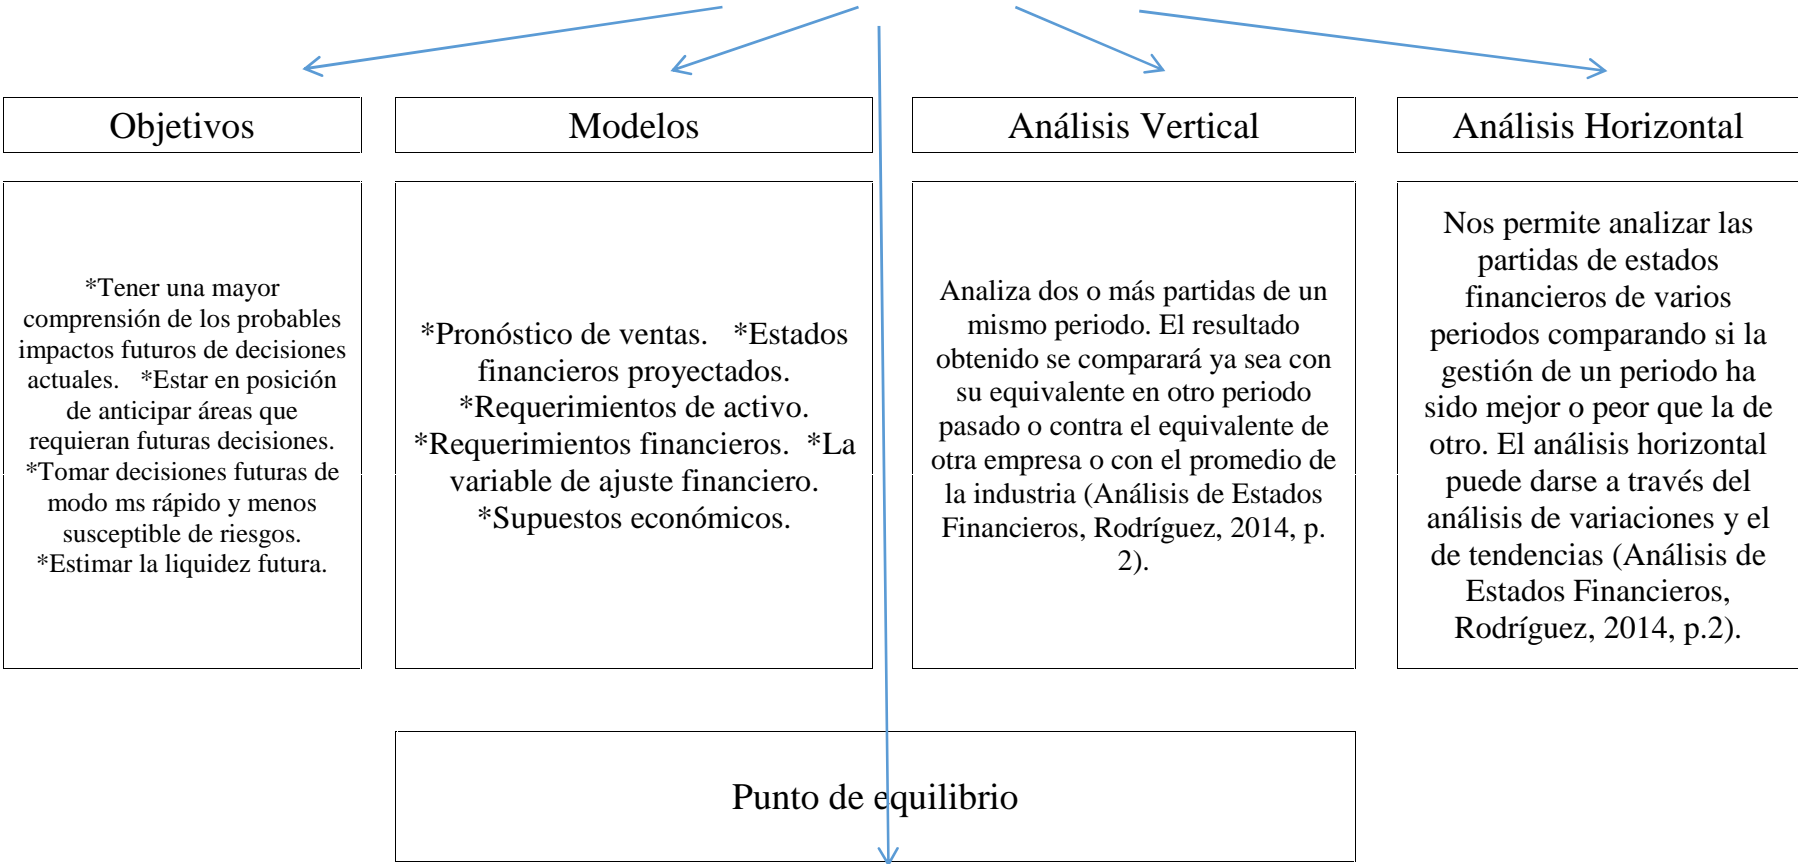 Objetivos
Modelos
Análisis Vertical
Análisis Horizontal
*Tener una mayor
comprensión de los probables
impactos futuros de decisiones
actuales.   *Estar en posición
de anticipar áreas que
requieran futuras decisiones.
*Tomar decisiones futuras de
modo ms rápido y menos
susceptible de riesgos.
*Estimar la liquidez futura.
*Pronóstico de ventas.   *Estados
financieros proyectados.
*Requerimientos de activo.
*Requerimientos financieros.   *La
variable de ajuste financiero.
*Supuestos económicos.
Analiza dos o más partidas de un
mismo periodo. El resultado
obtenido se comparará ya sea con
su equivalente en otro periodo
pasado o contra el equivalente de
otra empresa o con el promedio de
la industria (Análisis de Estados
Financieros, Rodríguez, 2014, p.
2).
Nos permite analizar las
partidas de estados
financieros de varios
periodos comparando si la
gestión de un periodo ha
sido mejor o peor que la de
otro. El análisis horizontal
puede darse a través del
análisis de variaciones y el
de tendencias (Análisis de
Estados Financieros,
Rodríguez, 2014, p.2).
Punto de equilibrio